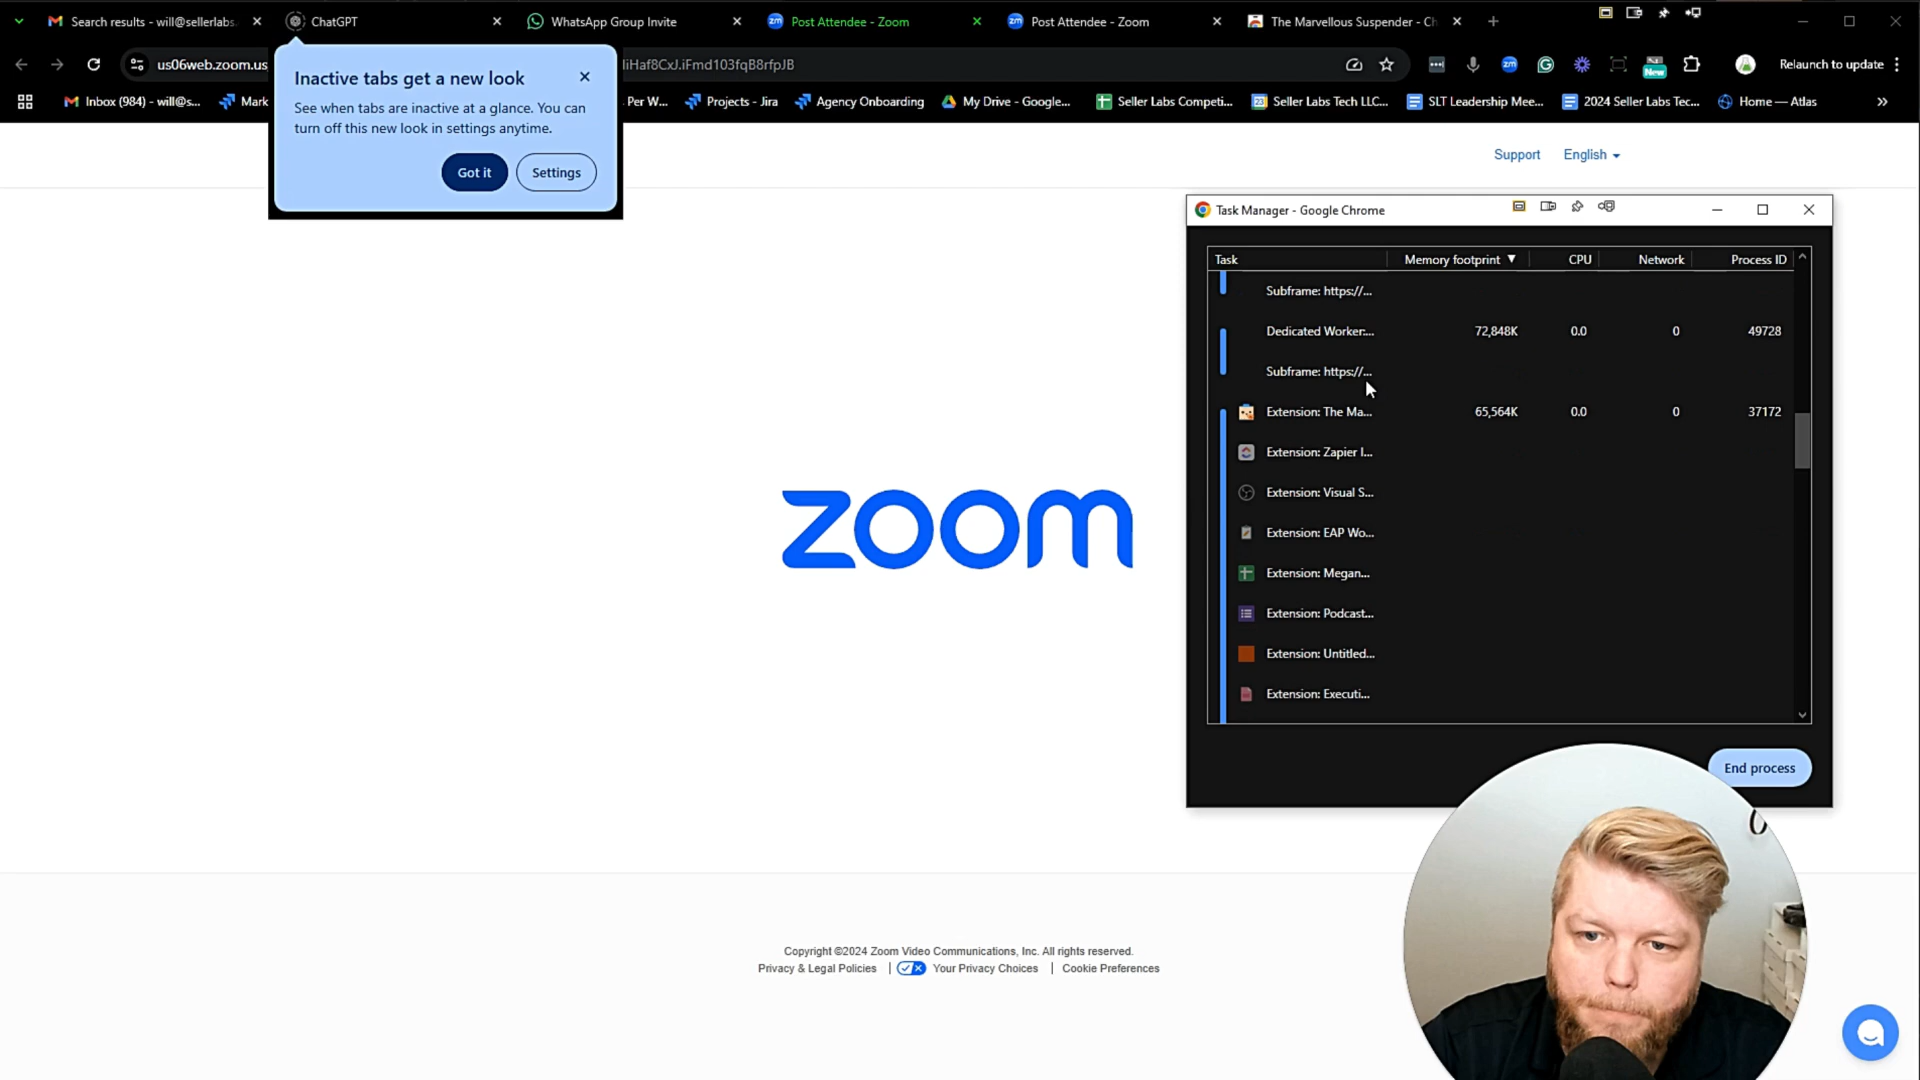 Search results - will@sellerlabs.
ChatGPT
WhatsApp Group Invite
Post Attendee - Zoom
Post Attendee - Zoom
The Marvellous Suspender - Ch
us06web.zoom.us
iHaf8CxJ.iFmd103fqB8rfpJB
New
Relaunch to update
Inbox (984) - will@s...
Mark
Per W...
Projects - Jira
Agency Onboarding
My Drive - Google...
Seller Labs Competi...
Seller Labs Tech LLC...
SLT Leadership Mee...
2024 Seller Labs Tec...
Home — Atlas
Inactive tabs get a new look
See when tabs are inactive at a glance. You can
turn off this new look in settings anytime.
Got it
Settings
Support
English
zoom
Task Manager - Google Chrome
Task Memory footprint ▼ CPU Network Process ID
Subframe: https://...
Dedicated Worker:... 72,848K 0.0 0 49728
Subframe: https://...
Extension: The Ma... 65,564K 0.0 0 37172
Extension: Zapier I...
Extension: Visual S...
Extension: EAP Wo...
Extension: Megan...
Extension: Podcast...
Extension: Untitled...
Extension: Executi...
End process
Copyright ©2024 Zoom Video Communications, Inc. All rights reserved.
Privacy & Legal Policies | Your Privacy Choices | Cookie Preferences